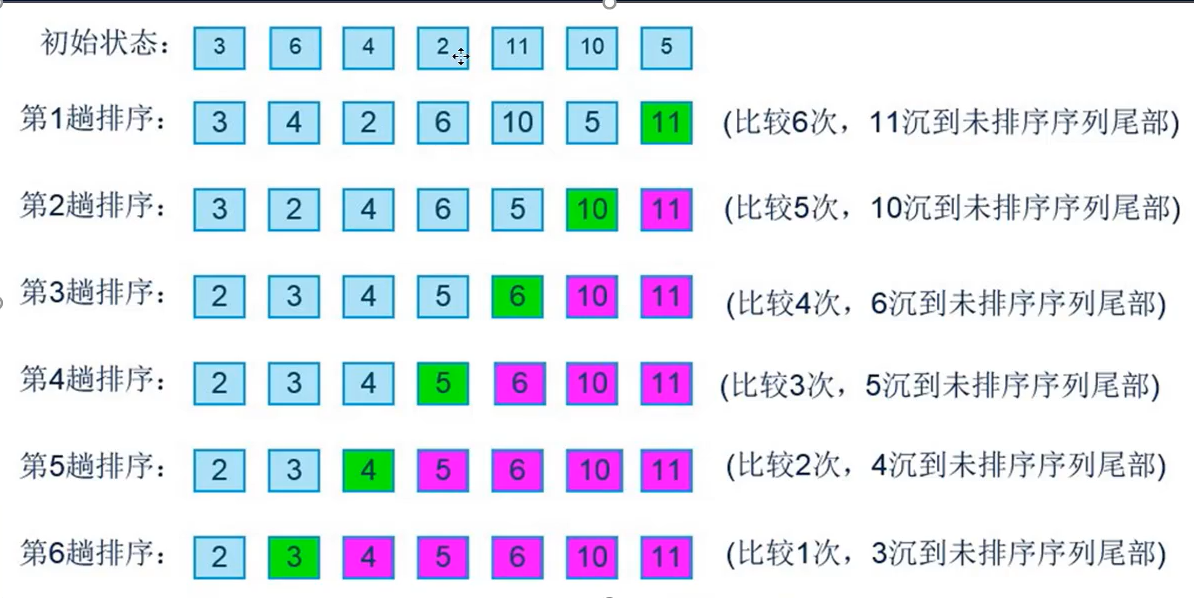 初始状态： 3 6 4 2 11 10 5
第1趟排序： 3 4 2 6 10 5 11 (比较6次，11沉到未排序序列尾部)
第2趟排序： 3 2 4 6 5 10 11 (比较5次，10沉到未排序序列尾部)
第3趟排序： 2 3 4 5 6 10 11 (比较4次，6沉到未排序序列尾部)
第4趟排序： 2 3 4 5 6 10 11 (比较3次，5沉到未排序序列尾部)
第5趟排序： 2 3 4 5 6 10 11 (比较2次，4沉到未排序序列尾部)
第6趟排序： 2 3 4 5 6 10 11 (比较1次，3沉到未排序序列尾部)